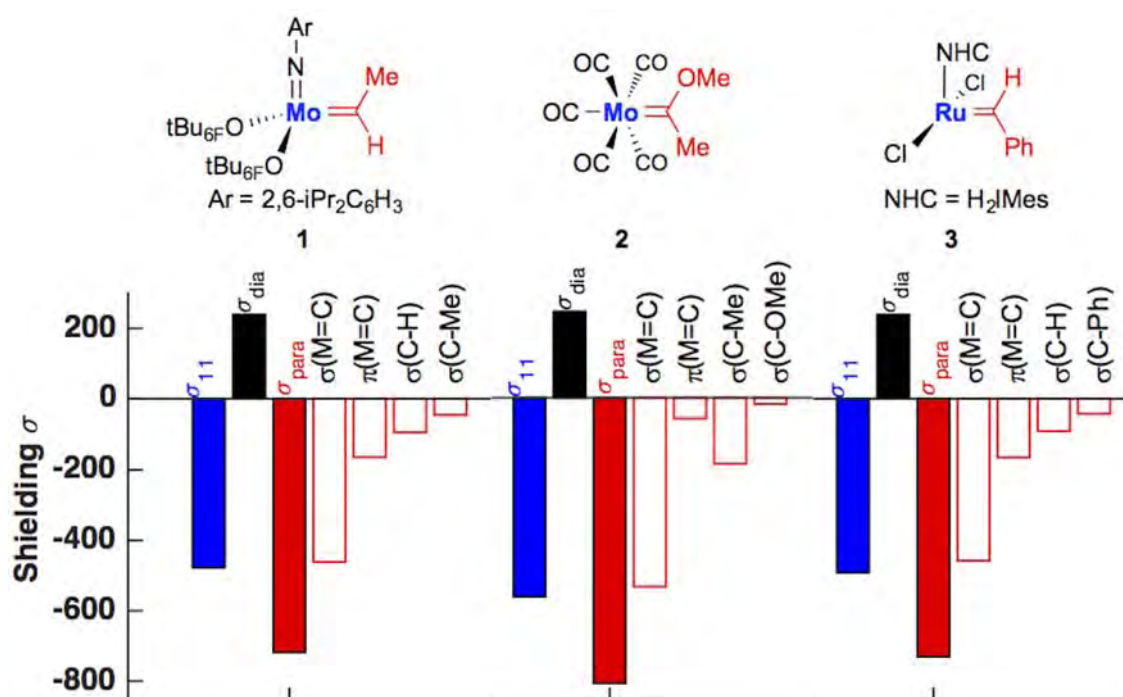 Ar
N
Me
Mo
tBu6FO
H
tBu6FO
Ar = 2,6-iPr2C6H3
1
OC
CO
OMe
OC
Mo
Me
OC
CO
2
NHC
H
Cl
Ru
Cl
Ph
NHC = H2IMes
3
Shielding σ
200
0
-200
-400
-600
-800
σ11
σdia
σpara
σ(M=C)
π(M=C)
σ(C-H)
σ(C-Me)
σ11
σdia
σpara
σ(M=C)
π(M=C)
σ(C-Me)
σ(C-OMe)
σ11
σdia
σpara
σ(M=C)
π(M=C)
σ(C-H)
σ(C-Ph)